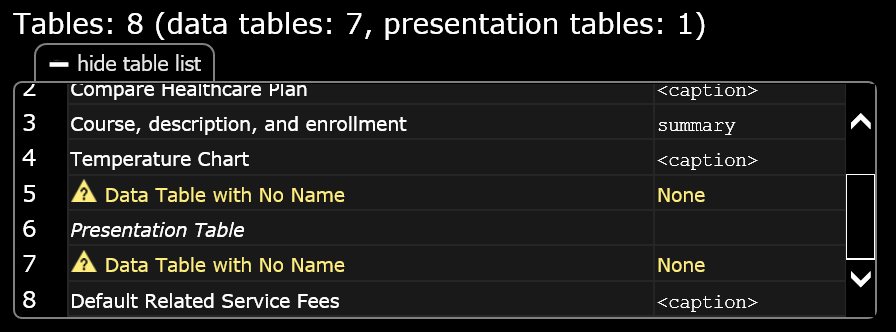 Tables: 8 (data tables: 7, presentation tables: 1)
hide table list
2 Compare Healthcare Plan <caption>
3 Course, description, and enrollment summary
4 Temperature Chart <caption>
5 Data Table with No Name None
6 Presentation Table
7 Data Table with No Name None
8 Default Related Service Fees <caption>